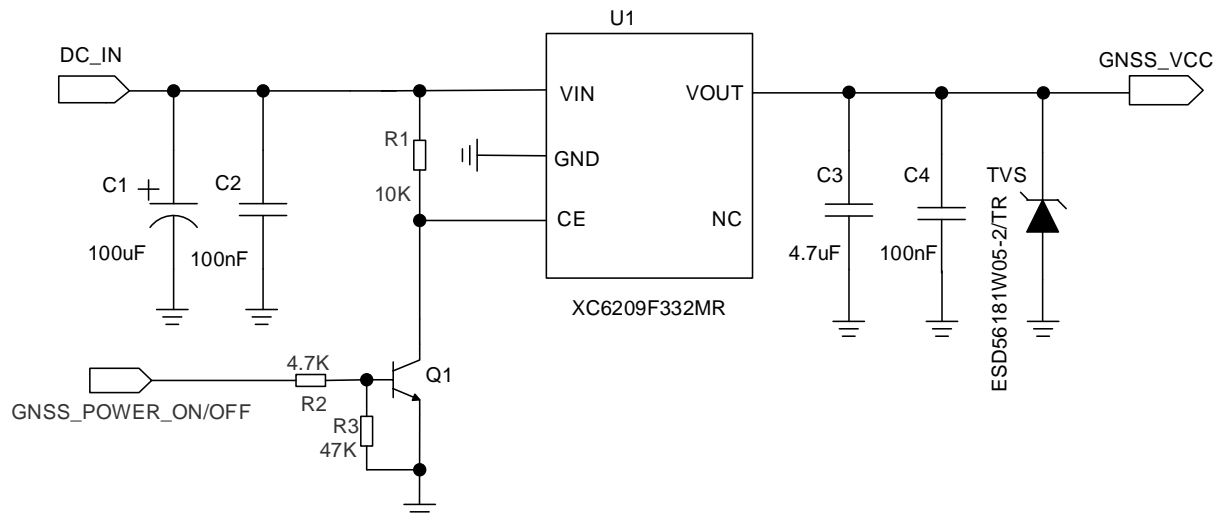 U1
DC_IN
GNSS_VCC
VIN
VOUT
R1
GND
C1
+
C2
10K
C3
C4
TVS
CE
NC
100uF
100nF
4.7uF
100nF
ESD56181W05-2/TR
XC6209F332MR
4.7K
Q1
R2
GNSS_POWER_ON/OFF
R3
47K